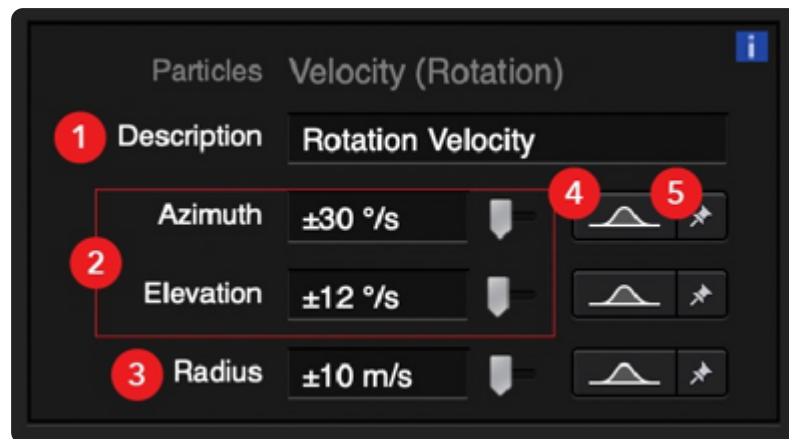 i
Particles Velocity (Rotation)
1 Description Rotation Velocity
4 5
Azimuth ±30 °/s
2
Elevation ±12 °/s
3 Radius ±10 m/s